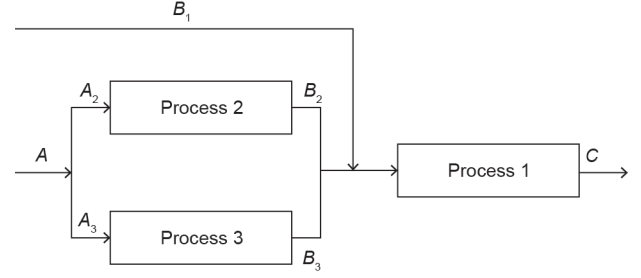 B₁
A₂
Process 2
B₂
A
Process 1
C
A₃
Process 3
B₃